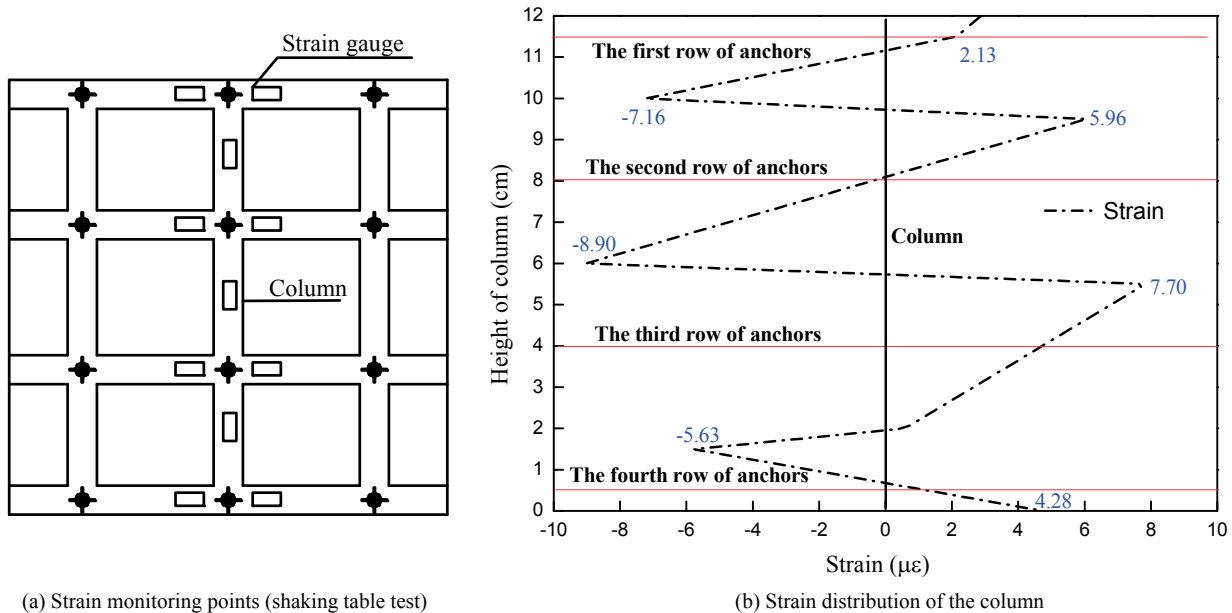 Strain gauge
Column
(a) Strain monitoring points (shaking table test)
12
11
10
9
8
7
6
5
4
3
2
1
0
Height of column (cm)
The first row of anchors
2.13
-7.16
5.96
The second row of anchors
Strain
-8.90
Column
7.70
The third row of anchors
-5.63
The fourth row of anchors
4.28
-10 -8 -6 -4 -2 0 2 4 6 8 10
Strain (με)
(b) Strain distribution of the column